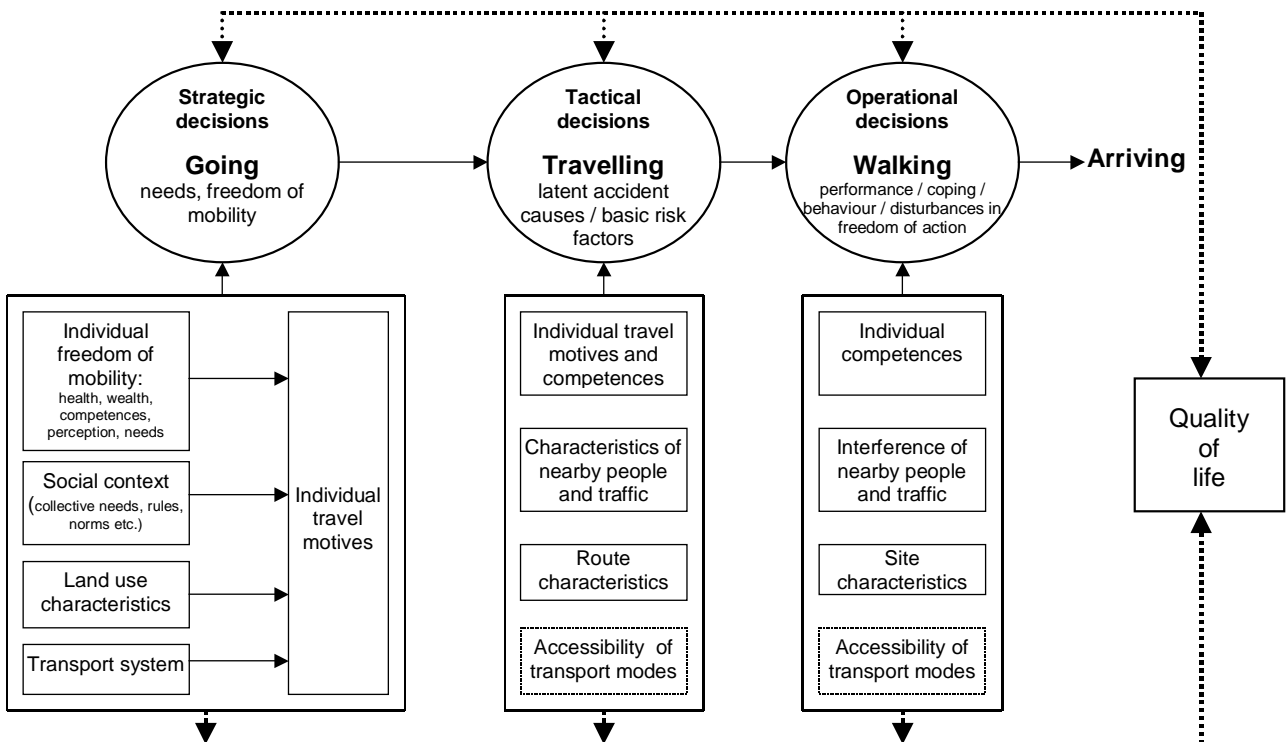 Strategic
decisions
Going
needs, freedom of
mobility
Tactical
decisions
Travelling
latent accident
causes / basic risk
factors
Operational
decisions
Walking
performance / coping /
behaviour / disturbances in
freedom of action
Arriving
Individual
freedom of
mobility:
health, wealth,
competences,
perception, needs
Social context
(collective needs, rules,
norms etc.)
Land use
characteristics
Transport system
Individual
travel
motives
Individual travel
motives and
competences
Characteristics of
nearby people
and traffic
Route
characteristics
Accessibility of
transport modes
Individual
competences
Interference of
nearby people
and traffic
Site
characteristics
Accessibility of
transport modes
Quality
of
life